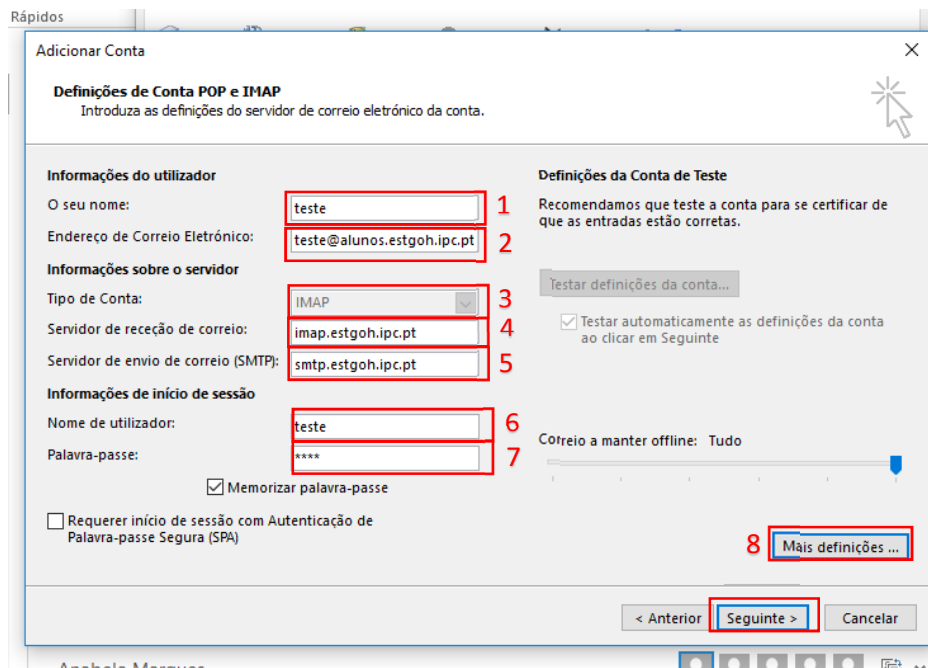 Rápidos
Adicionar Conta
Definições de Conta POP e IMAP
Introduza as definições do servidor de correio eletrónico da conta.
Informações do utilizador
O seu nome: teste 1
Endereço de Correio Eletrónico: teste@alunos.estgoh.ipc.pt 2
Informações sobre o servidor
Tipo de Conta: IMAP 3
Servidor de receção de correio: imap.estgoh.ipc.pt 4
Servidor de envio de correio (SMTP): smtp.estgoh.ipc.pt 5
Informações de início de sessão
Nome de utilizador: teste 6
Palavra-passe: **** 7
Memorizar palavra-passe
Requerer início de sessão com Autenticação de
Palavra-passe Segura (SPA)
Definições da Conta de Teste
Recomendamos que teste a conta para se certificar de
que as entradas estão corretas.
Testar definições da conta...
Testar automaticamente as definições da conta
ao clicar em Seguinte
Correio a manter offline: Tudo
8 Mais definições ...
< Anterior Seguinte > Cancelar